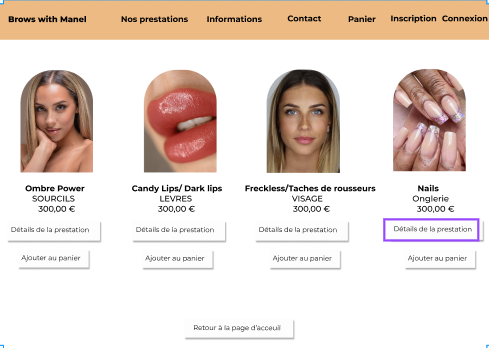 Brows with Manel Nos prestations Informations Contact Panier Inscription Connexion
Ombre Power Candy Lips/ Dark lips Freckless/Taches de rousseurs Nails
SOURCILS LEVRES VISAGE Onglerie
300,00 € 300,00 € 300,00 € 300,00 €
Détails de la prestation Détails de la prestation Détails de la prestation Détails de la prestation
Ajouter au panier Ajouter au panier Ajouter au panier Ajouter au panier
Retour à la page d'acceuil